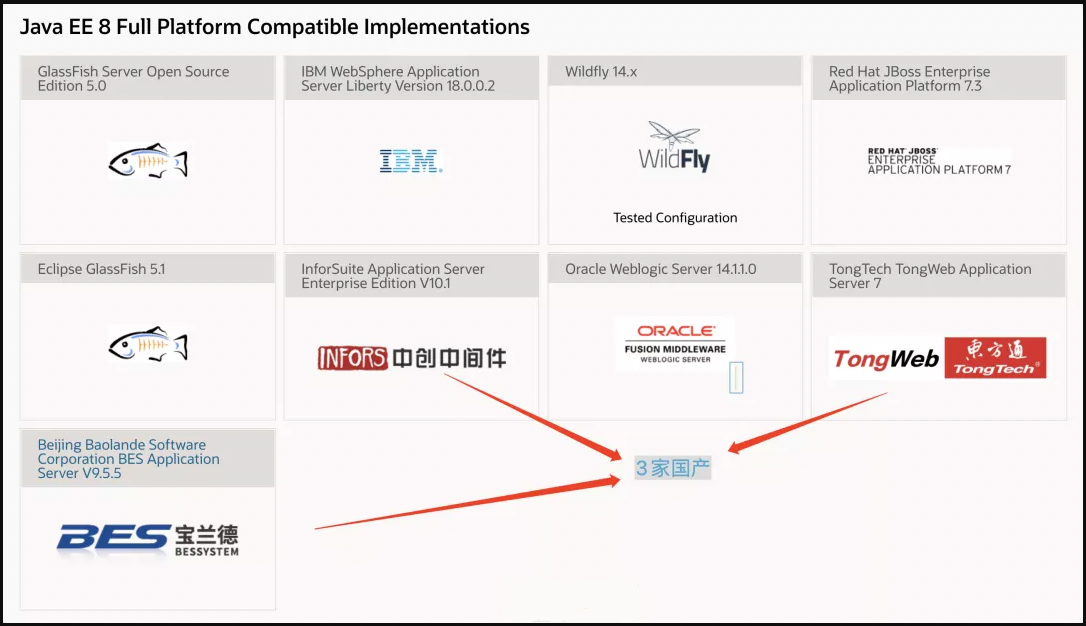 Java EE 8 Full Platform Compatible Implementations
GlassFish Server Open Source
Edition 5.0
IBM WebSphere Application
Server Liberty Version 18.0.0.2
IBM.
Wildfly 14.x
WildFly
Tested Configuration
Red Hat JBoss Enterprise
Application Platform 7.3
RED HAT JBOSS
ENTERPRISE
APPLICATION PLATFORM 7
Eclipse GlassFish 5.1
InforSuite Application Server
Enterprise Edition V10.1
INFORS 中创中间件
Oracle Weblogic Server 14.1.1.0
ORACLE
FUSION MIDDLEWARE
WEBLOGIC SERVER
TongTech TongWeb Application
Server 7
TongWeb
東方通
TongTech®
Beijing Baolande Software
Corporation BES Application
Server V9.5.5
BES 宝兰德
BESSYSTEM
3家国产